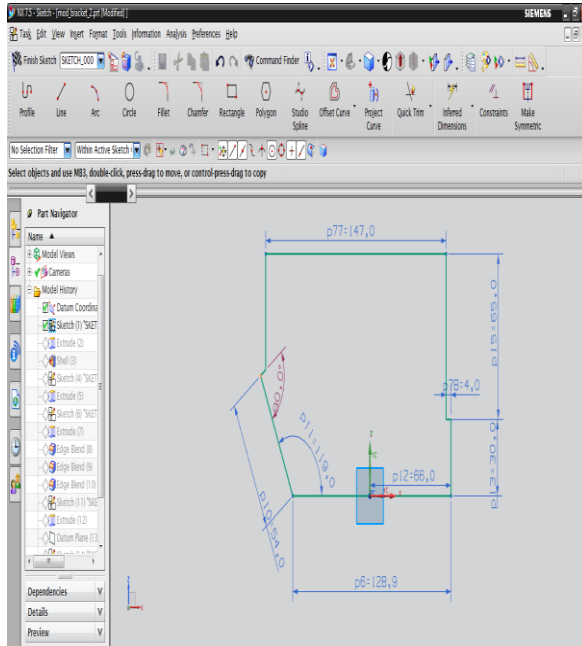 NX 7.5 - Sketch - [mod_bracket_2.prt (Modified) ]
SIEMENS
Task Edit View Insert Format Tools Information Analysis Preferences Help
Finish Sketch SKETCH_000 Command Finder
Profile Line Arc Circle Fillet Chamfer Rectangle Polygon Studio Spline Offset Curve Project Curve Quick Trim Inferred Dimensions Constraints Make Symmetric
No Selection Filter Within Active Sketch
Select objects and use MB3, double-click, press-drag to move, or control-press-drag to copy
Part Navigator
Name
Model Views
Cameras
Model History
Datum Coordina
Sketch (1) "SKET
Extrude (2)
Shell (3)
Sketch (4) "SKET
Extrude (5)
Sketch (6) "SKET
Extrude (7)
Edge Blend (8)
Edge Blend (9)
Edge Blend (10)
Sketch (11) "SKE
Extrude (12)
Datum Plane (13
Dependencies
Details
Preview
p77=147,0
p15=65,0
p78=4,0
90,0°
p11=119,0
p12=66,0
p13=30,0
p10=54,0
p6=128,9